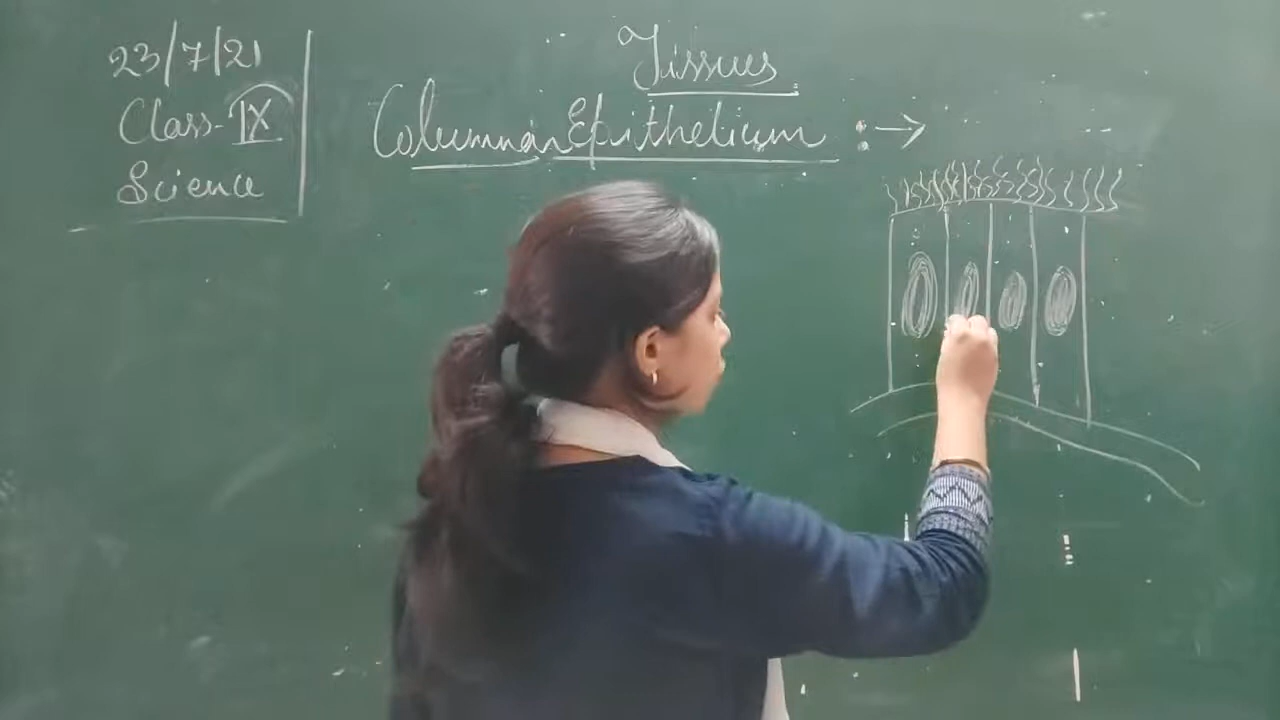 23/7/21
Class-IX
Science
Tissues
Columnar Epithelium :→